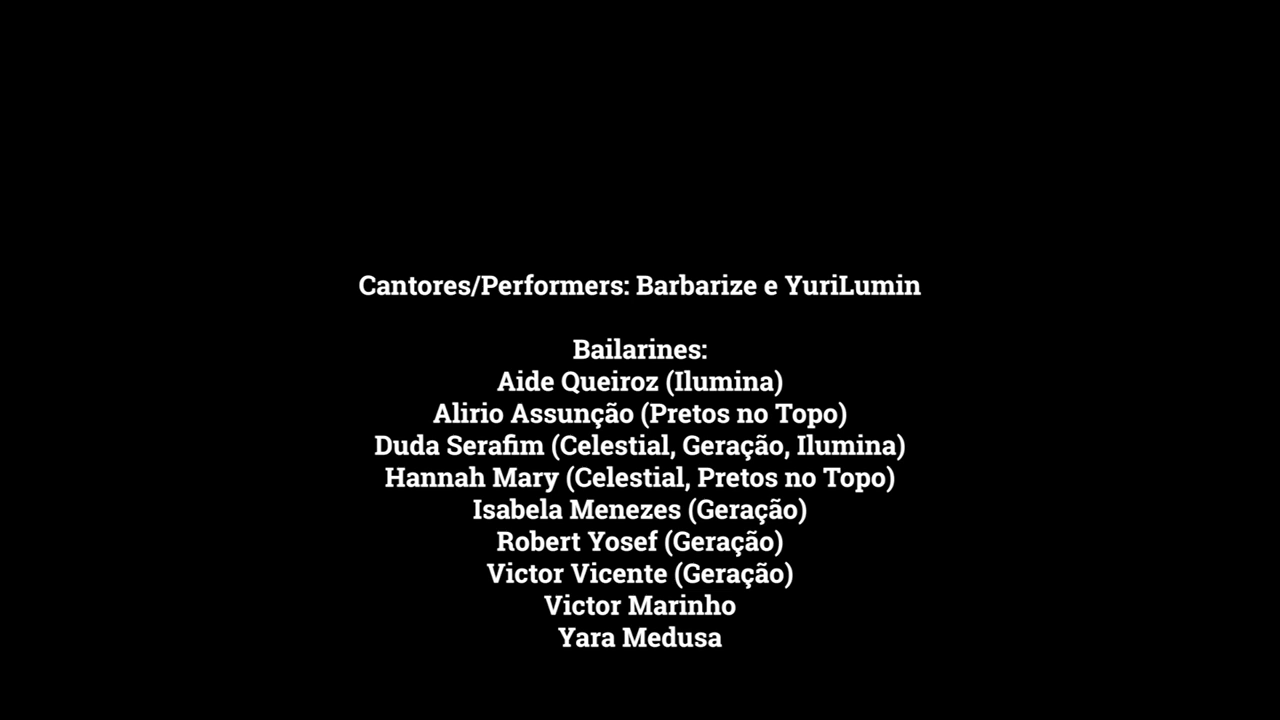 Cantores/Performers: Barbarize e YuriLumin
Bailarines:
Aide Queiroz (Ilumina)
Alirio Assunção (Pretos no Topo)
Duda Serafim (Celestial, Geração, Ilumina)
Hannah Mary (Celestial, Pretos no Topo)
Isabela Menezes (Geração)
Robert Yosef (Geração)
Victor Vicente (Geração)
Victor Marinho
Yara Medusa